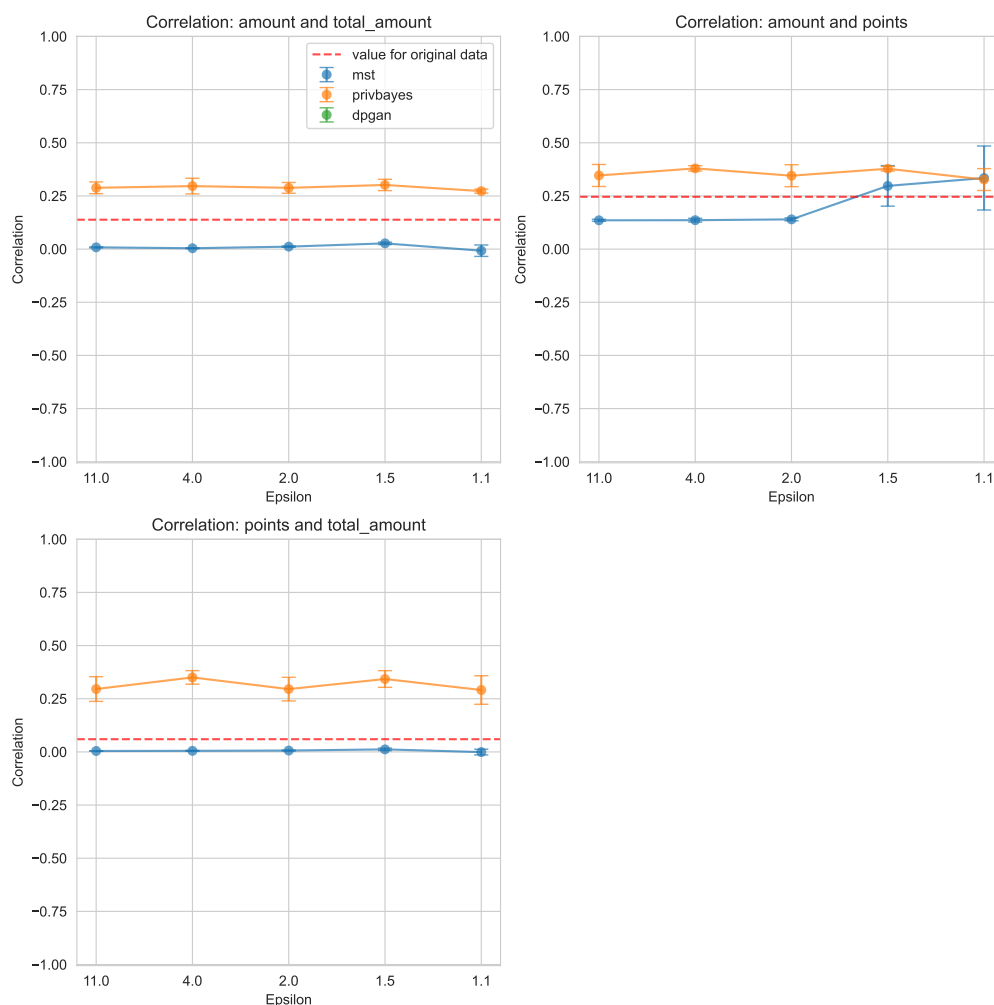 Correlation: amount and total_amount
1.00
0.75
0.50
0.25
0.00
−0.25
−0.50
−0.75
−1.00
Correlation
value for original data
mst
privbayes
dpgan
11.0 4.0 2.0 1.5 1.1
Epsilon
Correlation: amount and points
1.00
0.75
0.50
0.25
0.00
−0.25
−0.50
−0.75
−1.00
Correlation
11.0 4.0 2.0 1.5 1.1
Epsilon
Correlation: points and total_amount
1.00
0.75
0.50
0.25
0.00
−0.25
−0.50
−0.75
−1.00
Correlation
11.0 4.0 2.0 1.5 1.1
Epsilon